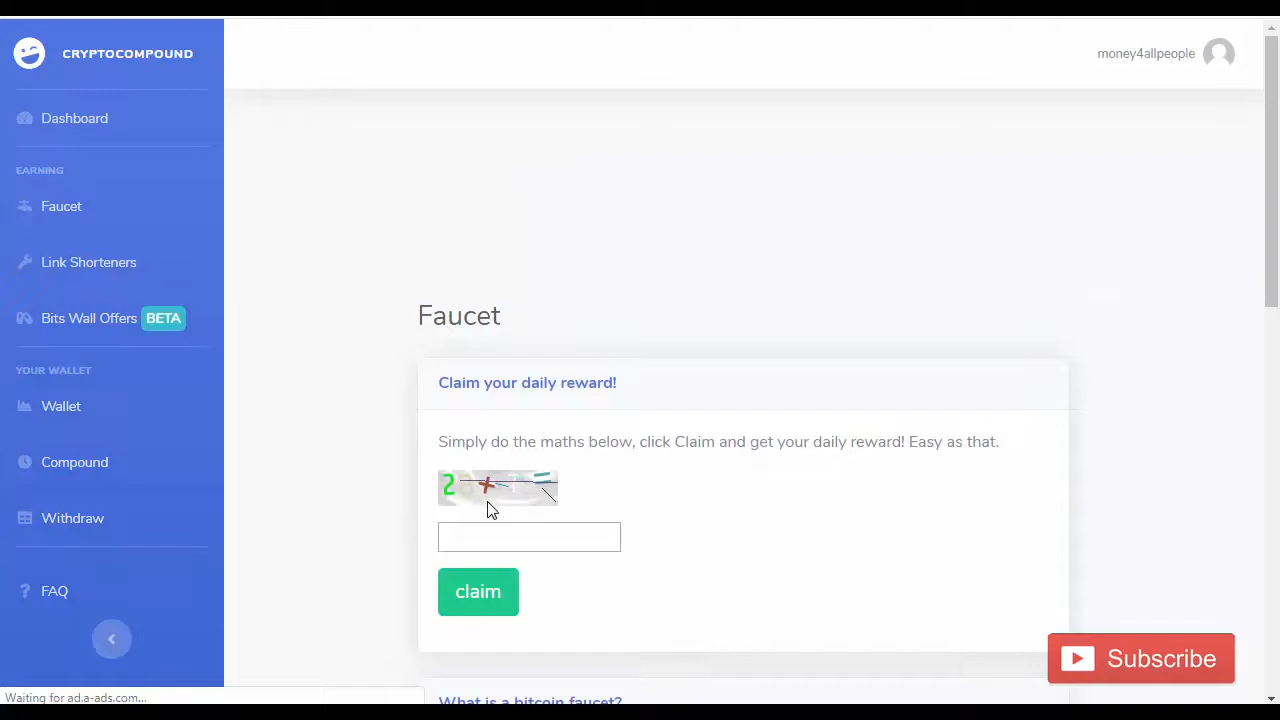 CRYPTOCOMPOUND
money4allpeople
Dashboard
EARNING
Faucet
Link Shorteners
Bits Wall Offers BETA
YOUR WALLET
Wallet
Compound
Withdraw
FAQ
Faucet
Claim your daily reward!
Simply do the maths below, click Claim and get your daily reward! Easy as that.
claim
Subscribe
What is a bitcoin faucet?
Waiting for ad.a-ads.com...